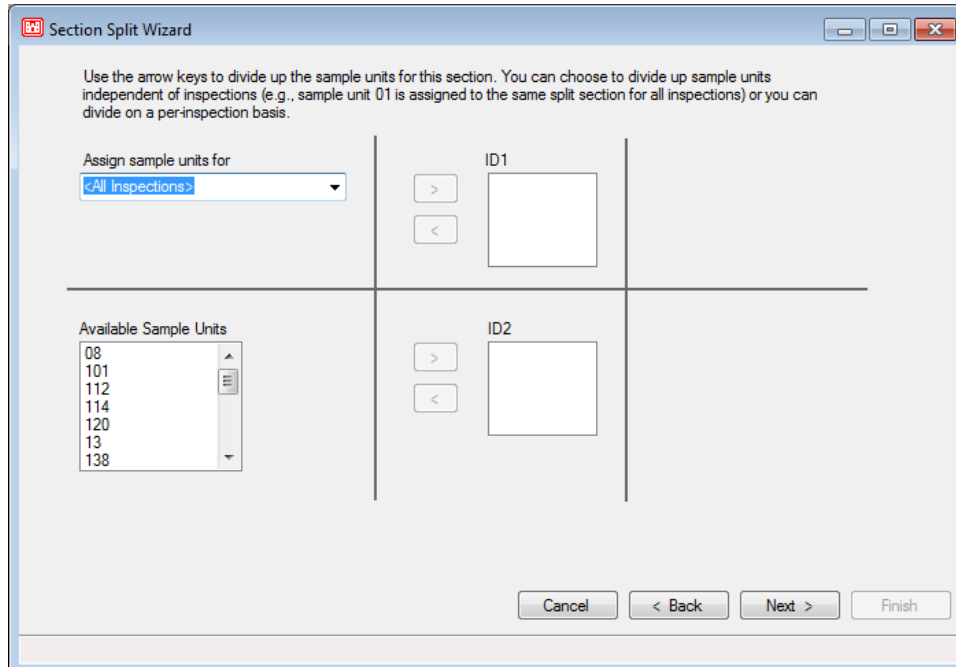 Section Split Wizard
Use the arrow keys to divide up the sample units for this section. You can choose to divide up sample units
independent of inspections (e.g., sample unit 01 is assigned to the same split section for all inspections) or you can
divide on a per-inspection basis.
Assign sample units for
<All Inspections>
ID1
>
<
Available Sample Units
08
101
112
114
120
13
138
ID2
>
<
Cancel
< Back
Next >
Finish